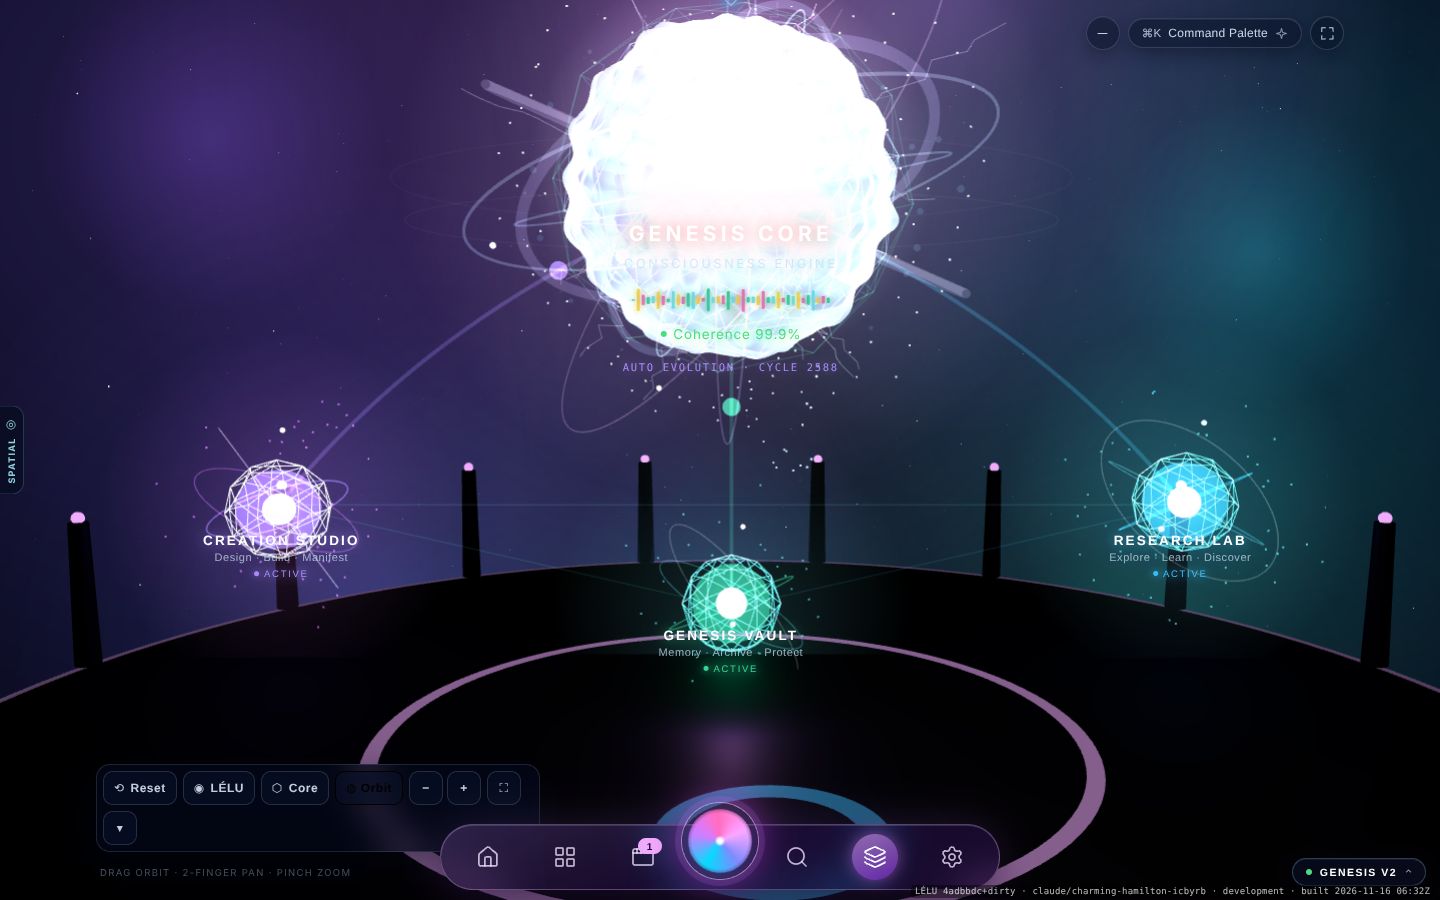 ⌘K Command Palette
GENESIS CORE
CONSCIOUSNESS ENGINE
Coherence 99.9%
AUTO EVOLUTION · CYCLE 2588
SPATIAL
CREATION STUDIO
Design · Build · Manifest
ACTIVE
RESEARCH LAB
Explore · Learn · Discover
ACTIVE
GENESIS VAULT
Memory · Archive · Protect
ACTIVE
Reset
LÉLU
Core
Orbit
−
+
1
DRAG ORBIT · 2-FINGER PAN · PINCH ZOOM
GENESIS V2
LÉLU 4adbbdc+dirty · claude/charming-hamilton-icbyrb · development · built 2026-11-16 06:32Z